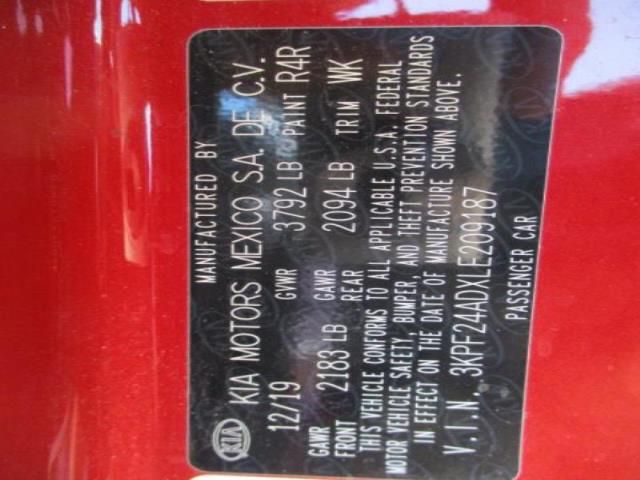 MANUFACTURED BY
KIA KIA MOTORS MEXICO S.A. DE C.V.
12/19 GVWR 3792 LB PAINT R4R
GAWR FRONT 2183 LB GAWR REAR 2094 LB TRIM WK
THIS VEHICLE CONFORMS TO ALL APPLICABLE U.S.A. FEDERAL
MOTOR VEHICLE SAFETY, BUMPER, AND THEFT PREVENTION STANDARDS
IN EFFECT ON THE DATE OF MANUFACTURE SHOWN ABOVE.
V.I.N. 3KPF24ADXLE209187
PASSENGER CAR